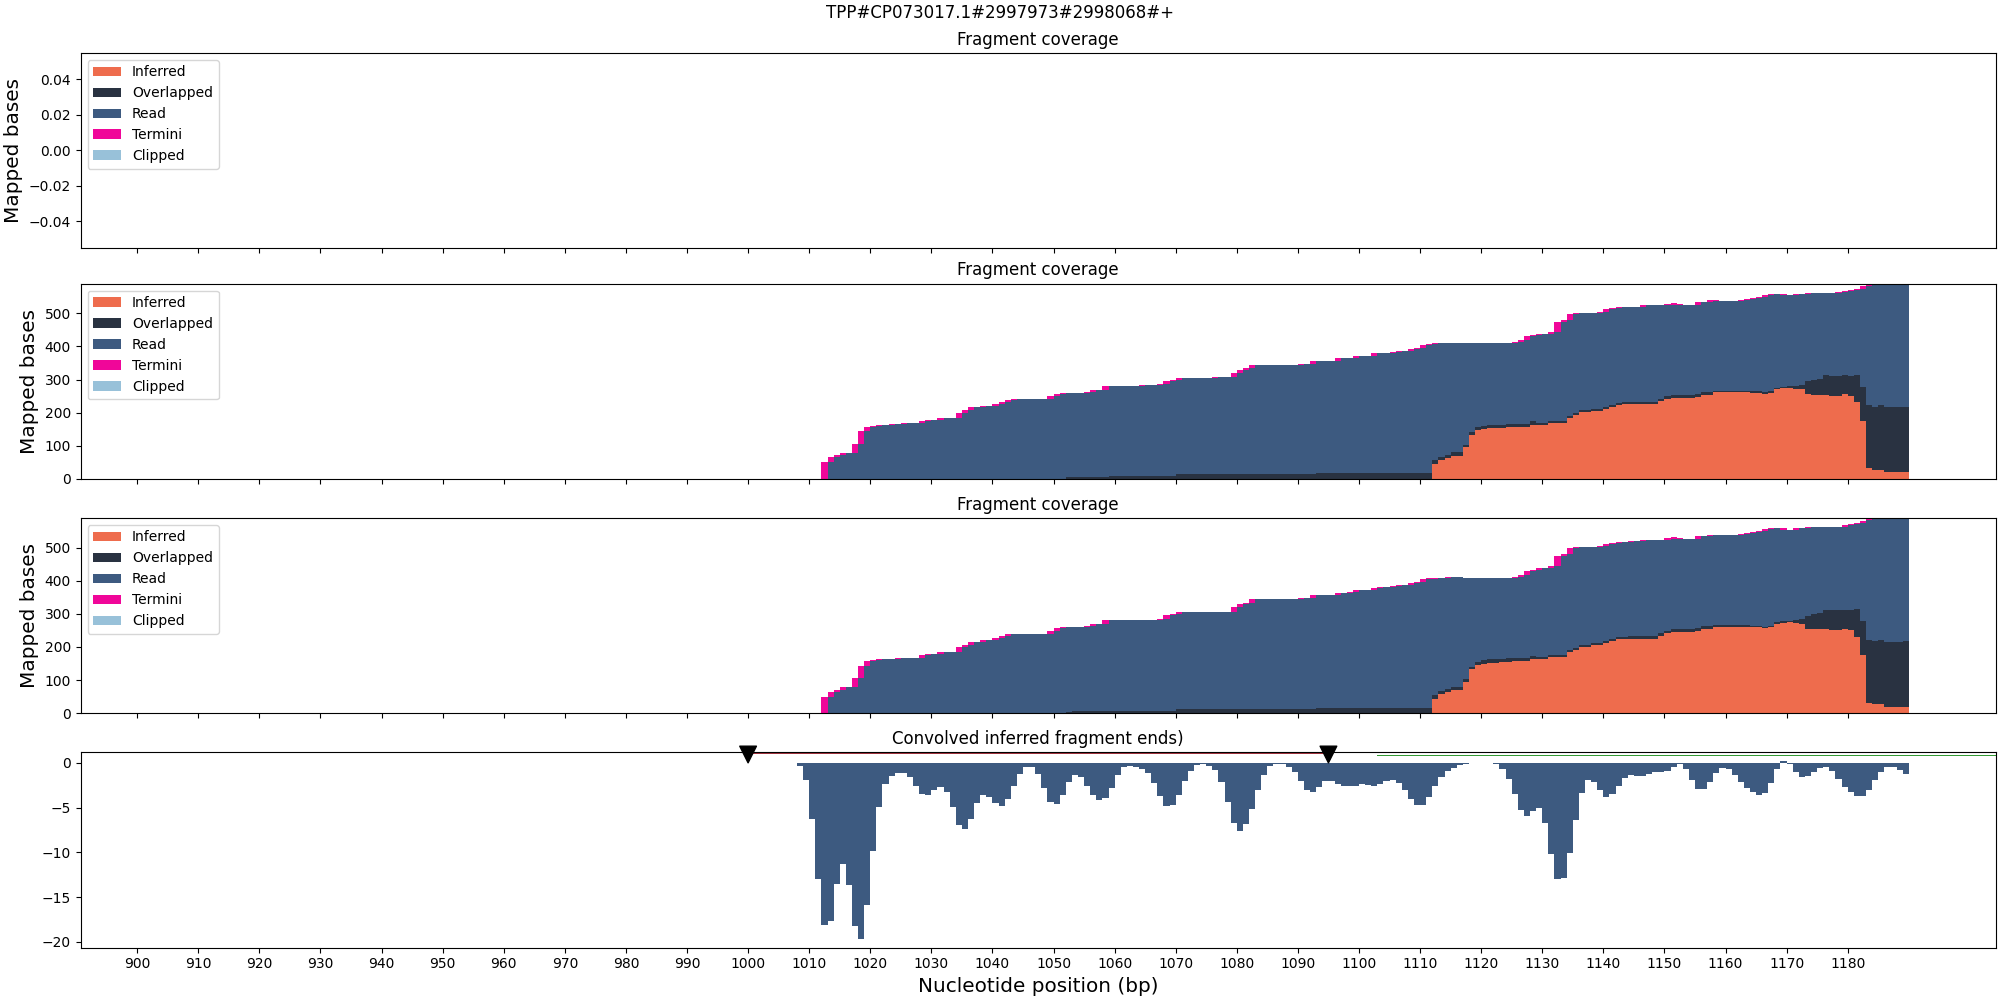 TPP#CP073017.1#2997973#2998068#+
Fragment coverage
Mapped bases
0.04
0.02
0.00
−0.02
−0.04
Inferred
Overlapped
Read
Termini
Clipped
Fragment coverage
Mapped bases
500
400
300
200
100
0
Inferred
Overlapped
Read
Termini
Clipped
Fragment coverage
Mapped bases
500
400
300
200
100
0
Inferred
Overlapped
Read
Termini
Clipped
Convolved inferred fragment ends)
0
−5
−10
−15
−20
900 910 920 930 940 950 960 970 980 990 1000 1010 1020 1030 1040 1050 1060 1070 1080 1090 1100 1110 1120 1130 1140 1150 1160 1170 1180
Nucleotide position (bp)